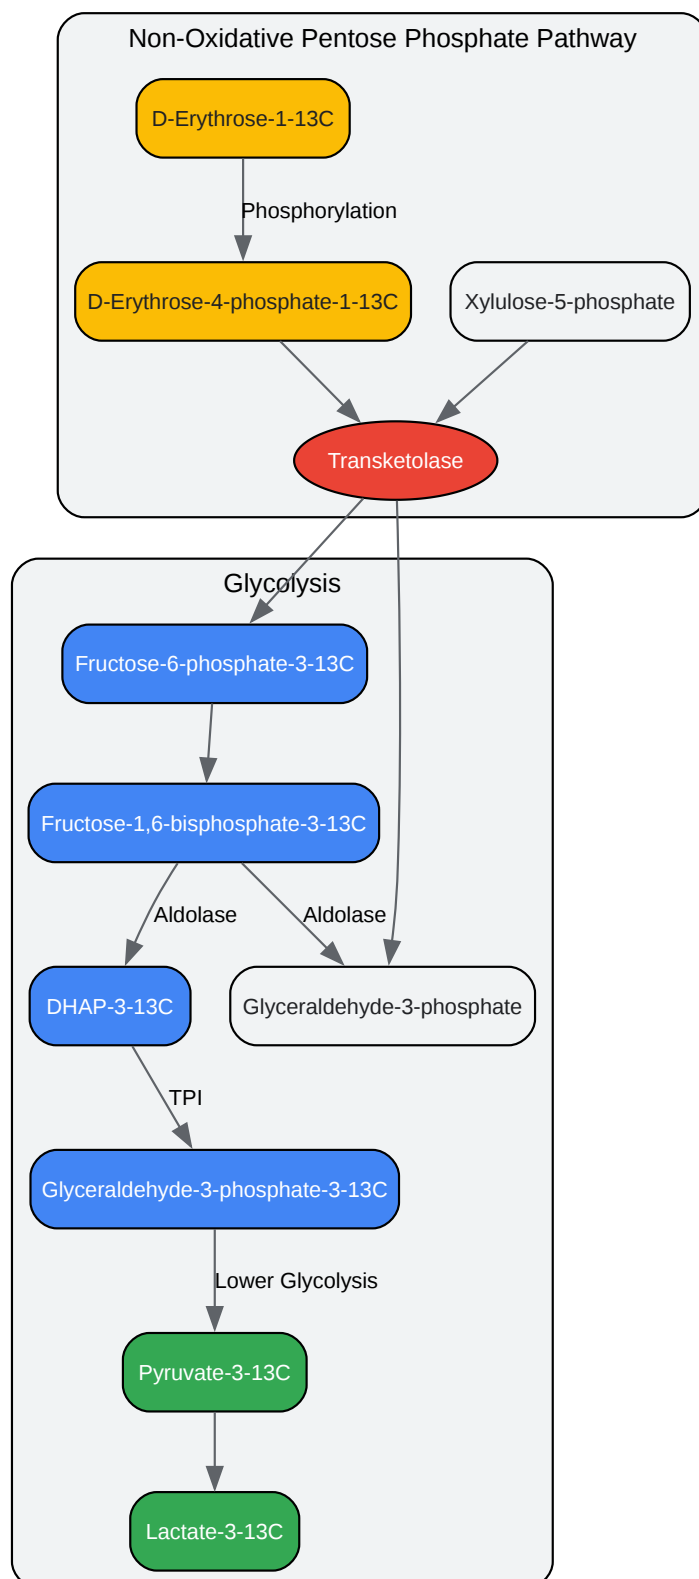 Non-Oxidative Pentose Phosphate Pathway
D-Erythrose-1-13C
Phosphorylation
D-Erythrose-4-phosphate-1-13C
Xylulose-5-phosphate
Transketolase
Glycolysis
Fructose-6-phosphate-3-13C
Fructose-1,6-bisphosphate-3-13C
Aldolase
Aldolase
DHAP-3-13C
Glyceraldehyde-3-phosphate
TPI
Glyceraldehyde-3-phosphate-3-13C
Lower Glycolysis
Pyruvate-3-13C
Lactate-3-13C